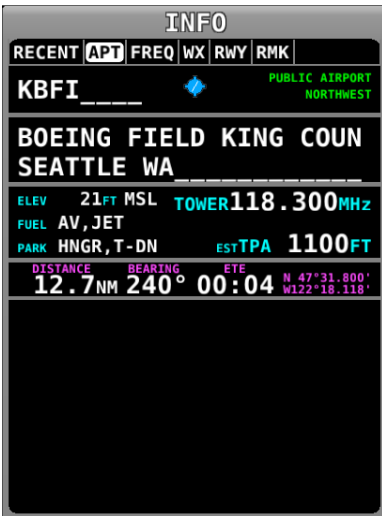 INFO
RECENT APT FREQ WX RWY RMK
KBFI____ PUBLIC AIRPORT
NORTHWEST
BOEING FIELD KING COUN
SEATTLE WA____________
ELEV 21FT MSL TOWER118.300MHz
FUEL AV,JET
PARK HNGR,T-DN ESTTPA 1100FT
DISTANCE BEARING ETE
12.7NM 240° 00:04 N 47°31.800'
W122°18.118'